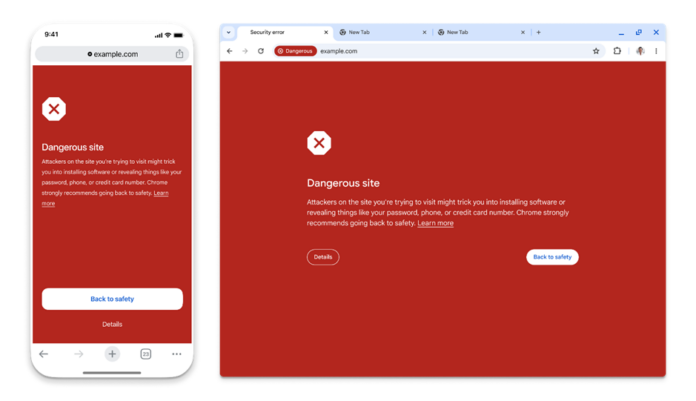 9:41
example.com
Dangerous site
Attackers on the site you're trying to visit might trick
you into installing software or revealing things like your
password, phone, or credit card number. Chrome
strongly recommends going back to safety. Learn
more
Back to safety
Details
23
Security error
New Tab
New Tab
Dangerous
example.com
Dangerous site
Attackers on the site you're trying to visit might trick you into installing software or
revealing things like your password, phone, or credit card number. Chrome strongly
recommends going back to safety. Learn more
Details
Back to safety